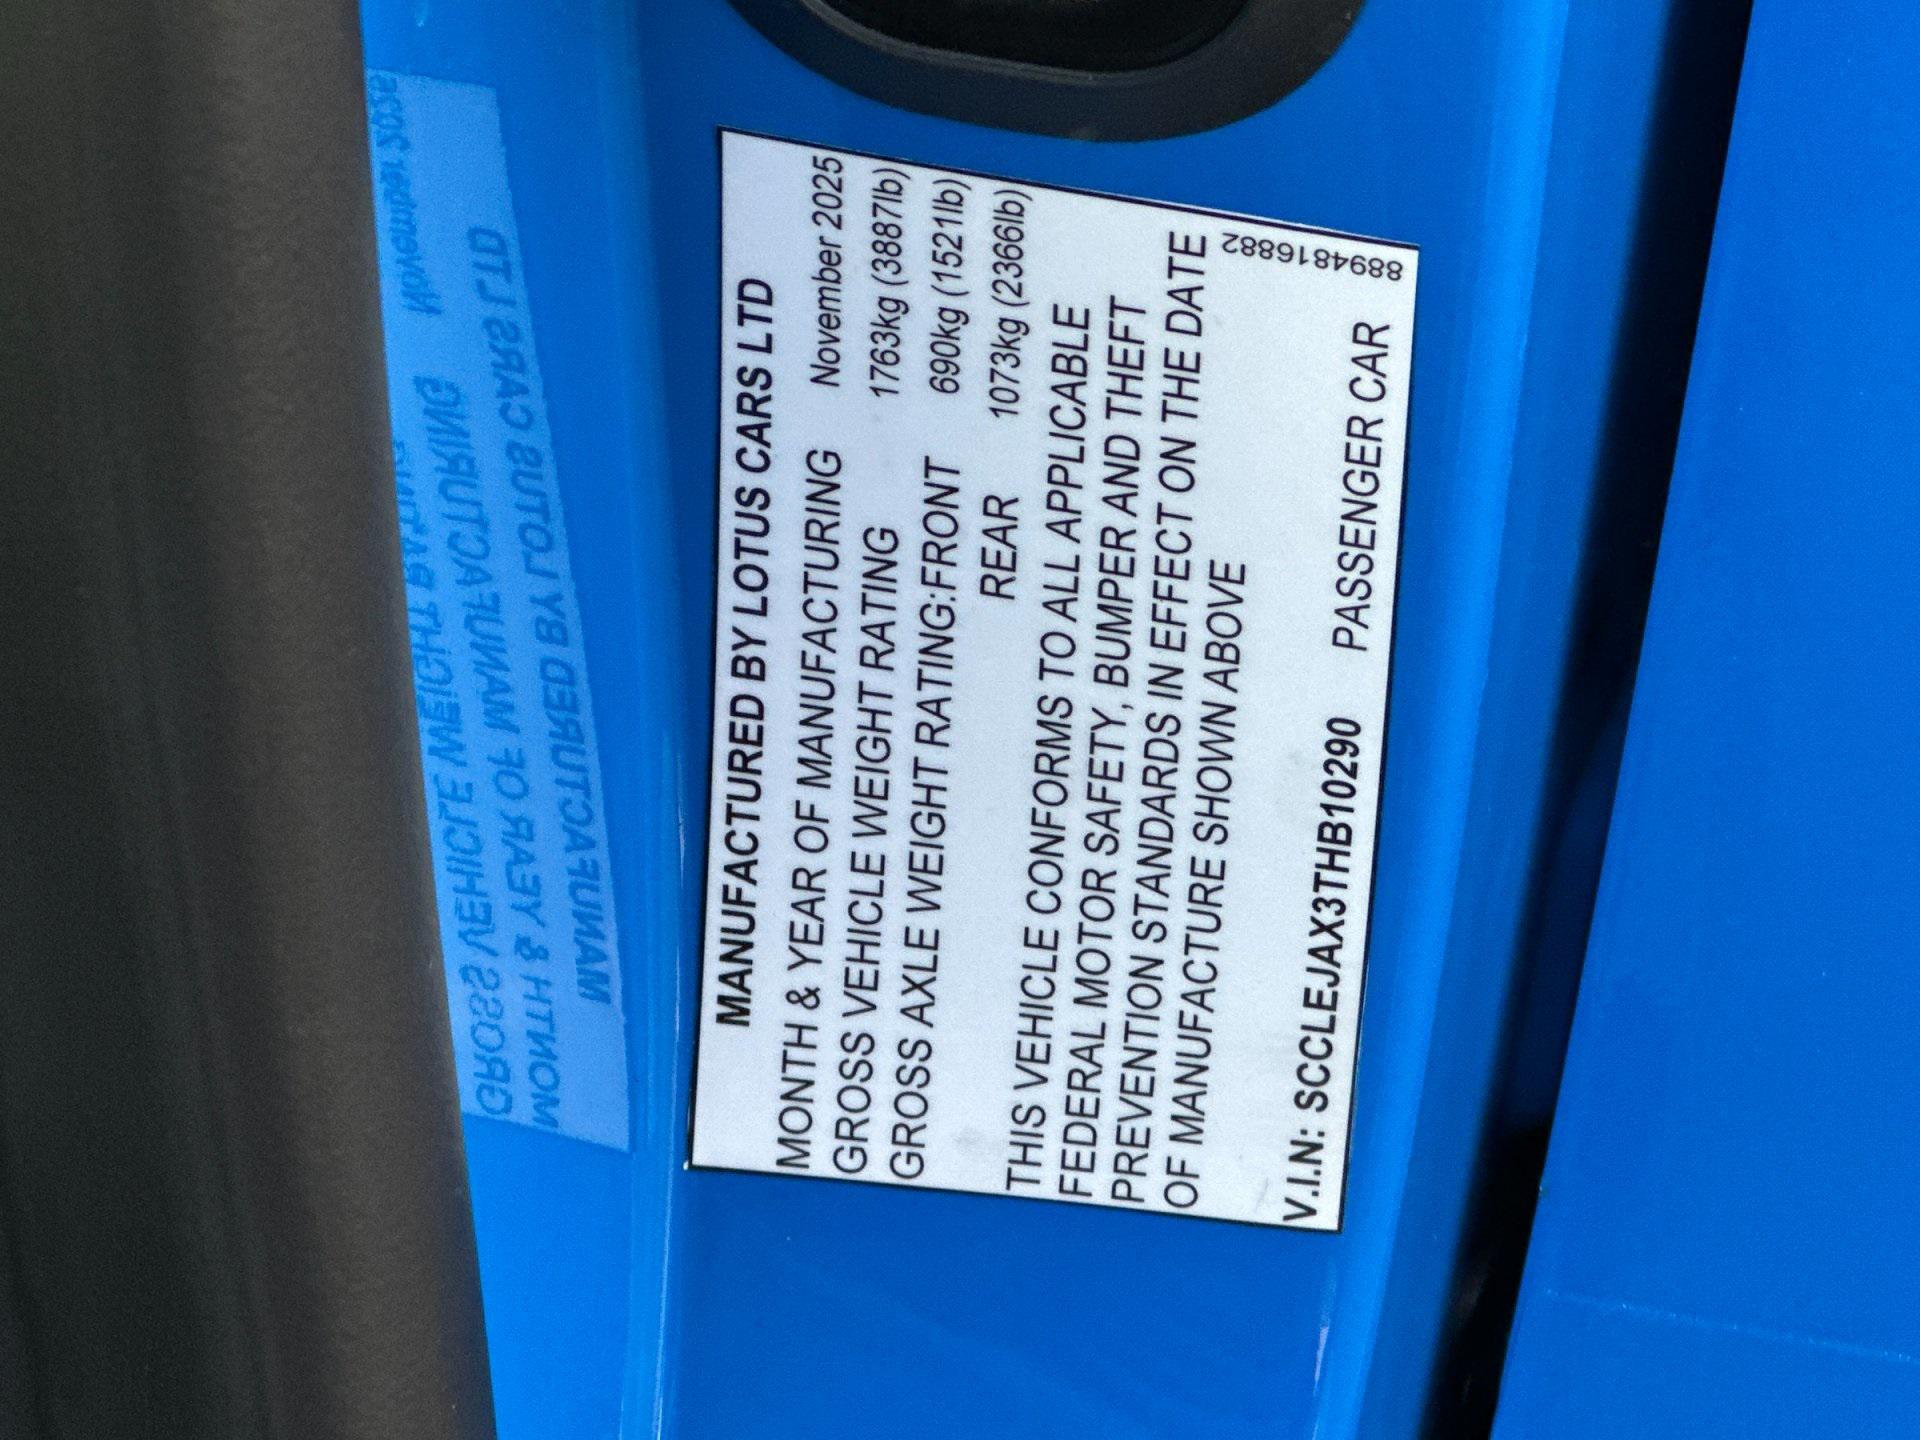 MANUFACTURED BY LOTUS CARS LTD
MONTH & YEAR OF MANUFACTURING November 2025
GROSS VEHICLE WEIGHT RATING 1763kg (3887lb)
GROSS AXLE WEIGHT RATING:FRONT 690kg (1521lb)
REAR 1073kg (2366lb)
THIS VEHICLE CONFORMS TO ALL APPLICABLE
FEDERAL MOTOR SAFETY, BUMPER AND THEFT
PREVENTION STANDARDS IN EFFECT ON THE DATE
OF MANUFACTURE SHOWN ABOVE
8894816882
V.I.N: SCCLEJAX3THB10290 PASSENGER CAR